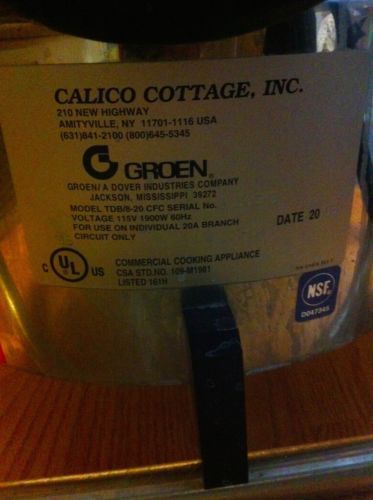 CALICO COTTAGE, INC.
210 NEW HIGHWAY
AMITYVILLE, NY 11701-1116 USA
(631)841-2100 (800)645-5345
G GROEN®
GROEN/A DOVER INDUSTRIES COMPANY
JACKSON, MISSISSIPPI 39272
MODEL TDB/8-20 CFC SERIAL No.
VOLTAGE 115V 1900W 60Hz
FOR USE ON INDIVIDUAL 20A BRANCH
CIRCUIT ONLY
DATE 20
C UL US
COMMERCIAL COOKING APPLIANCE
CSA STD.NO. 109-M1981
LISTED 161H
NSF
D047345